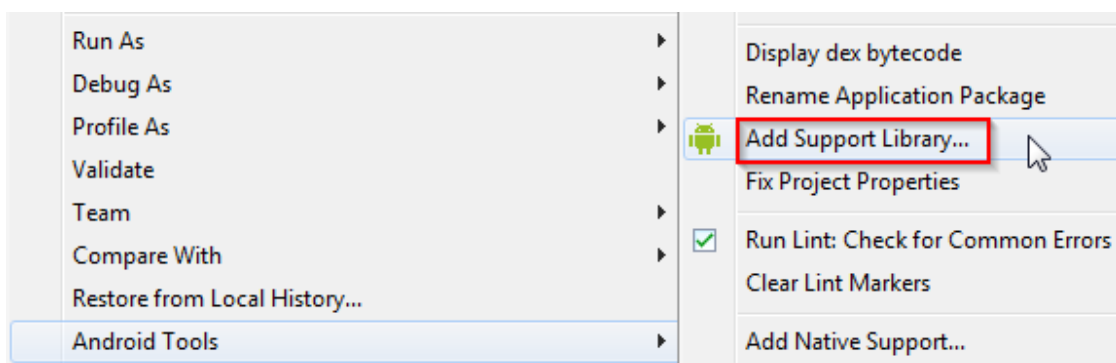 Run As
Debug As
Profile As
Validate
Team
Compare With
Restore from Local History...
Android Tools
Display dex bytecode
Rename Application Package
Add Support Library...
Fix Project Properties
Run Lint: Check for Common Errors
Clear Lint Markers
Add Native Support...